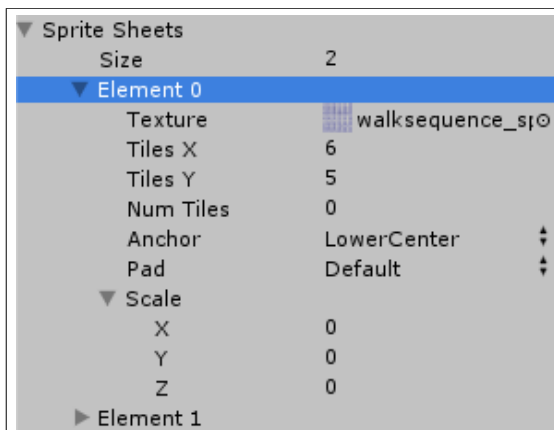 Sprite Sheets
Size 2
Element 0
Texture walksequence_sp
Tiles X 6
Tiles Y 5
Num Tiles 0
Anchor LowerCenter
Pad Default
Scale
X 0
Y 0
Z 0
Element 1